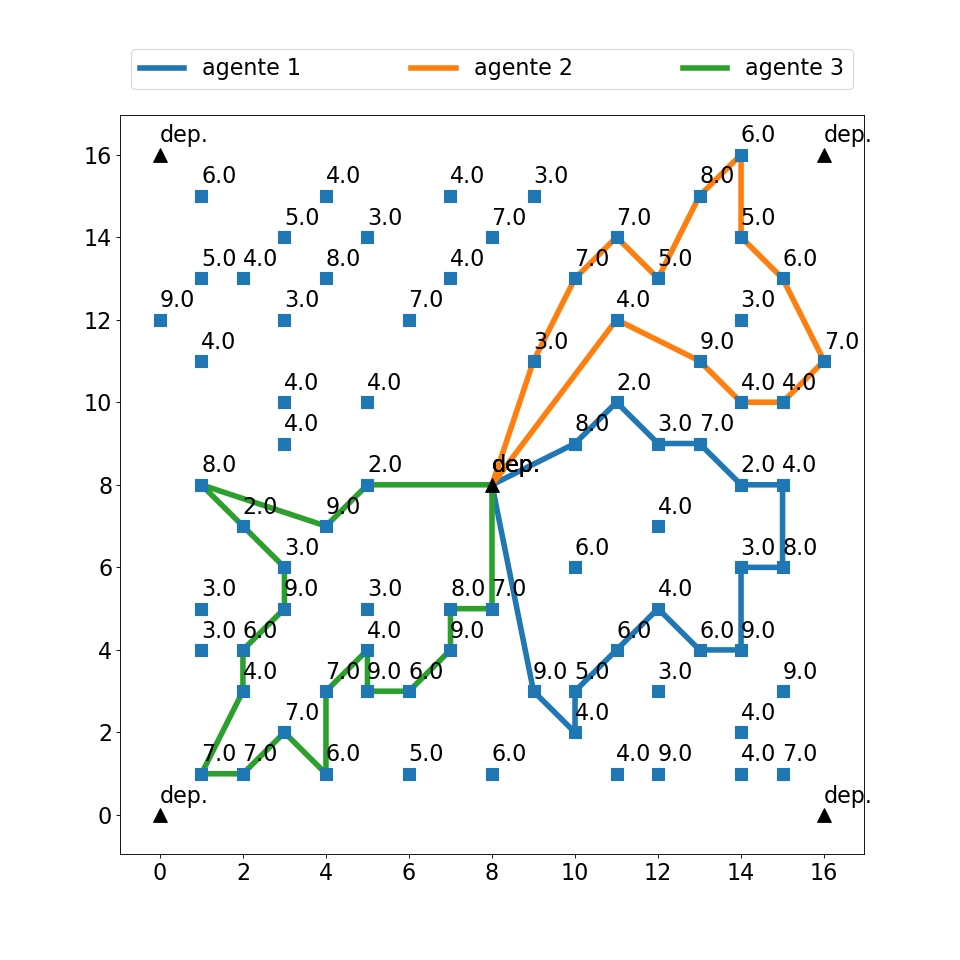 agente 1 agente 2 agente 3
dep. 6.0 dep.
16
6.0 4.0 4.0 3.0 8.0
5.0 3.0 7.0 7.0 5.0
14
5.0 4.0 8.0 4.0 7.0 5.0 6.0
9.0 3.0 7.0 4.0 3.0
12
4.0 3.0 9.0 7.0
4.0 4.0 2.0 4.0 4.0
10
4.0 8.0 3.0 7.0
8.0 2.0 dep. dep. 2.0 4.0
8
2.0 9.0 4.0
3.0 6.0 3.0 8.0
6
3.0 9.0 3.0 8.0 7.0 4.0
3.0 6.0 4.0 9.0 6.0 6.0 9.0
4
4.0 7.0 9.0 6.0 9.0 5.0 3.0 9.0
7.0 4.0 4.0
2
7.0 7.0 6.0 5.0 6.0 4.0 9.0 4.0 7.0
dep. dep.
0
0 2 4 6 8 10 12 14 16